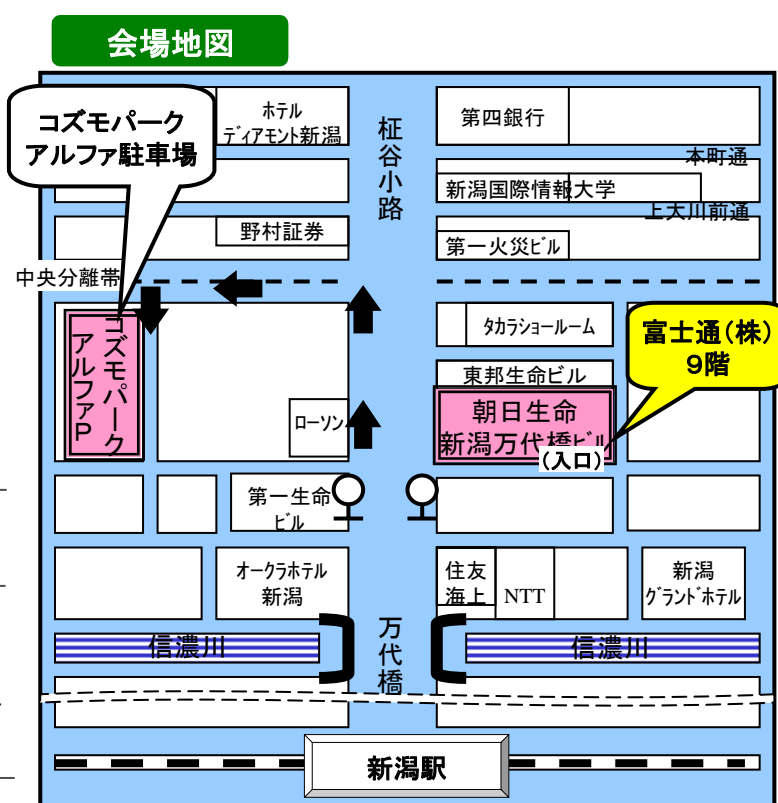 会場地図
コズモパーク
アルファ駐車場
ホテル
ディアモント新潟
柾谷小路
第四銀行
本町通
新潟国際情報大学
上大川前通
野村証券
第一火災ビル
中央分離帯
コズモパーク
アルファP
タカラショールーム
富士通(株)
9階
東邦生命ビル
朝日生命
新潟万代橋ビル
(入口)
ローソン
第一生命
ビル
オークラホテル
新潟
住友
海上
NTT
新潟
グランドホテル
信濃川
万代橋
信濃川
新潟駅